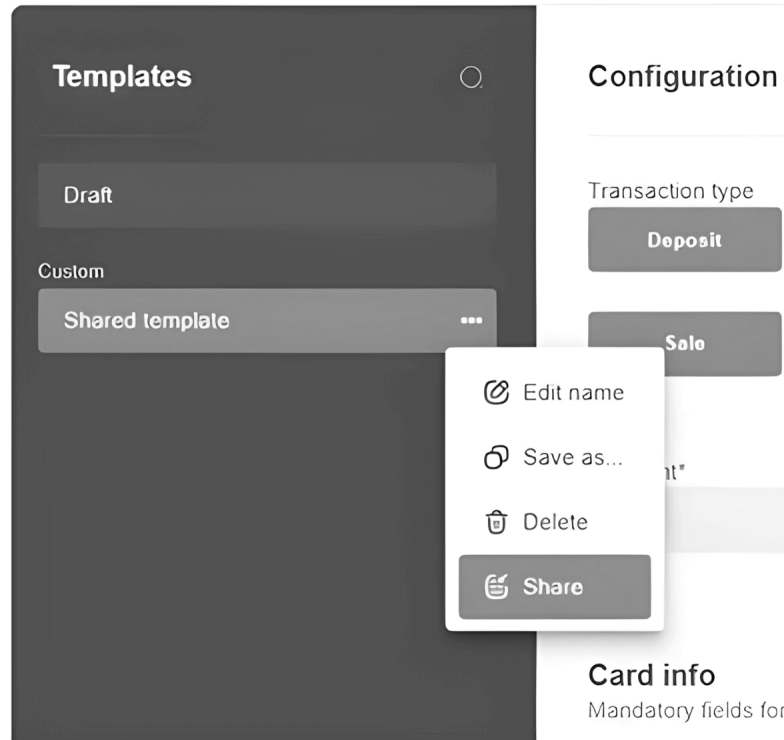 Templates
Configuration
Draft
Transaction type
Deposit
Custom
Shared template
Sale
Edit name
Save as...
Delete
Share
Card info
Mandatory fields for